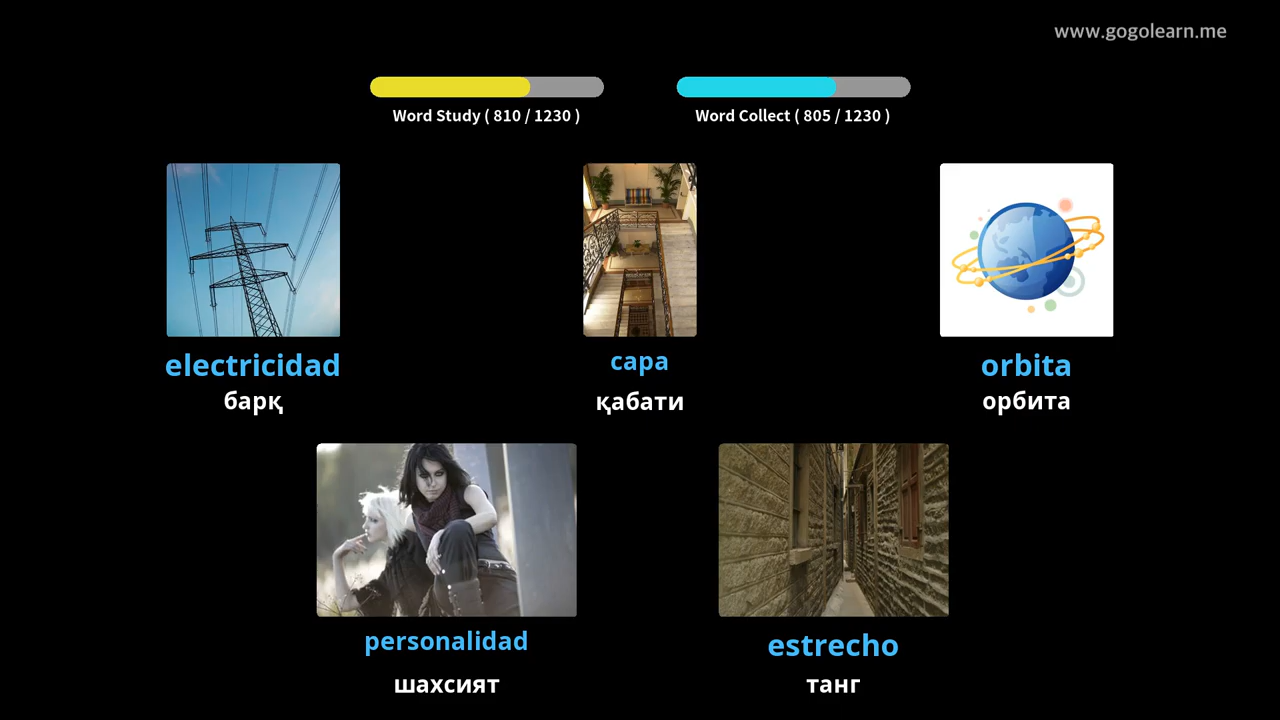 www.gogolearn.me
Word Study ( 810 / 1230 )
Word Collect ( 805 / 1230 )
electricidad
барқ
capa
қабати
orbita
орбита
personalidad
шахсият
estrecho
танг